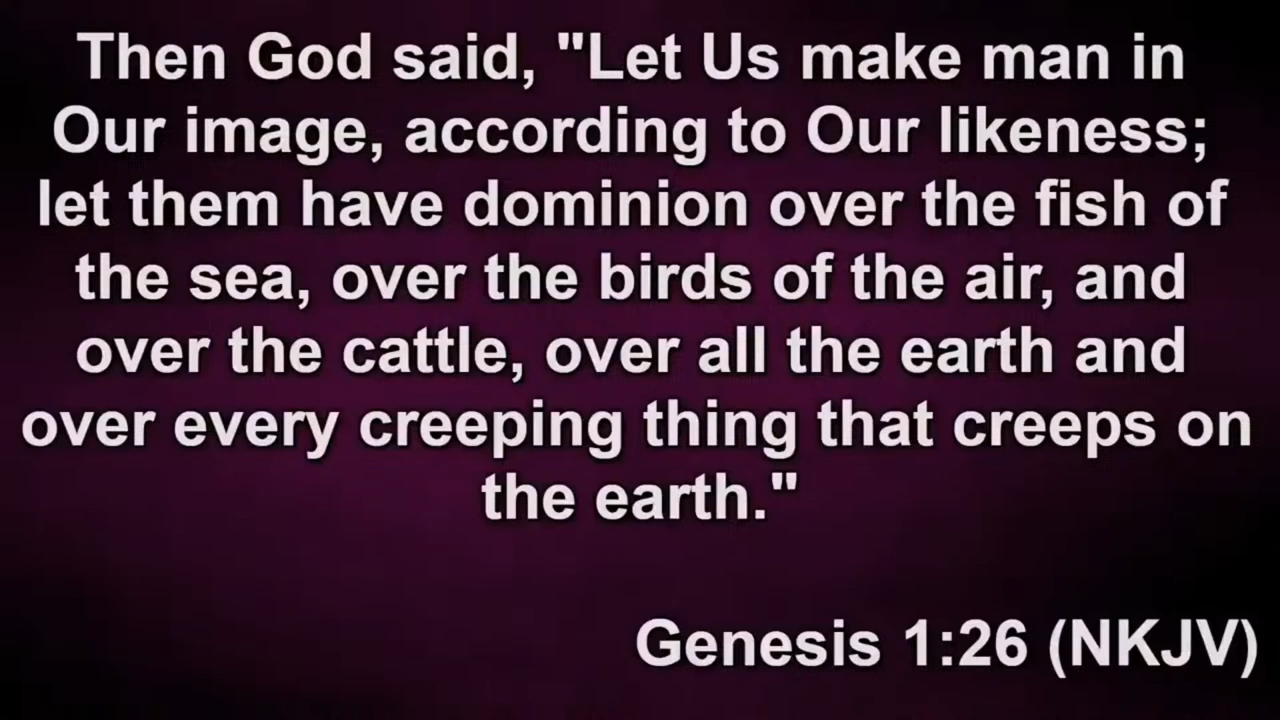 Then God said, "Let Us make man in
Our image, according to Our likeness;
let them have dominion over the fish of
the sea, over the birds of the air, and
over the cattle, over all the earth and
over every creeping thing that creeps on
the earth."
Genesis 1:26 (NKJV)